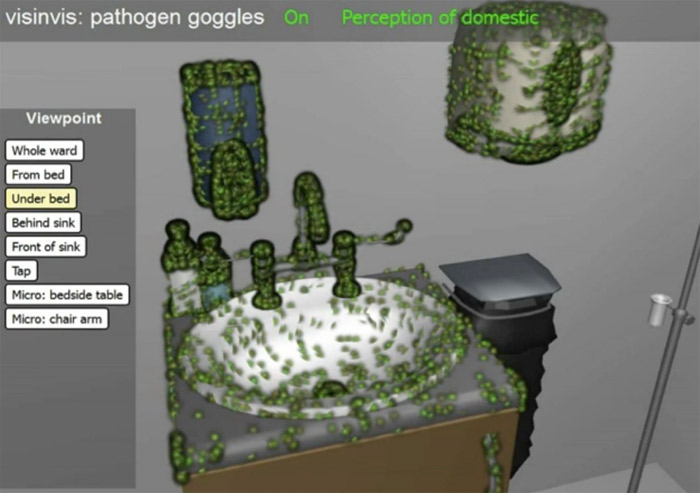 visinvis: pathogen goggles On Perception of domestic
Viewpoint
Whole ward
From bed
Under bed
Behind sink
Front of sink
Tap
Micro: bedside table
Micro: chair arm